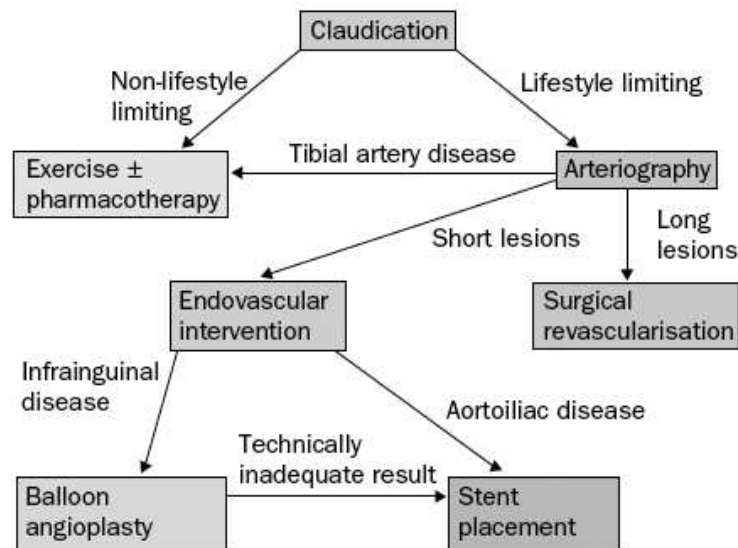 Claudication
Non-lifestyle
limiting
Lifestyle limiting
Exercise ±
pharmacotherapy
Tibial artery disease
Arteriography
Short lesions
Long
lesions
Endovascular
intervention
Surgical
revascularisation
Infrainguinal
disease
Aortoiliac disease
Technically
inadequate result
Balloon
angioplasty
Stent
placement